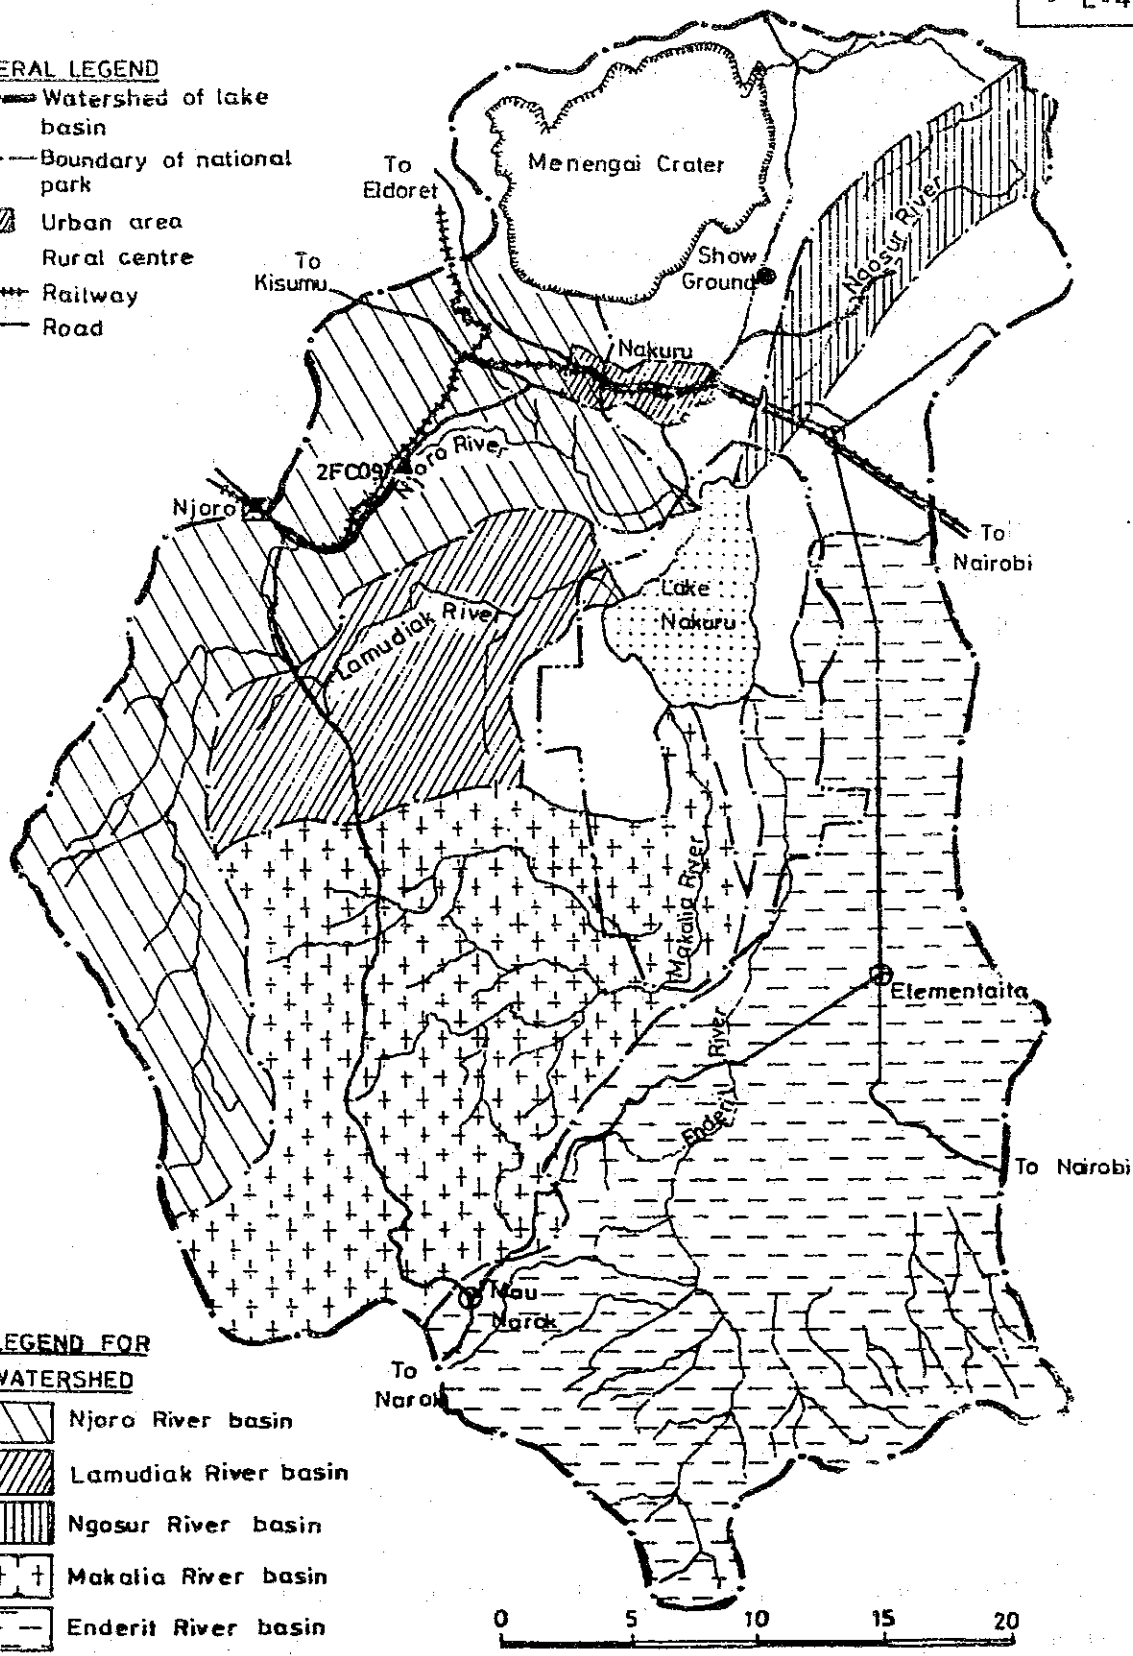 ERAL LEGEND
Watershed of lake
basin
Boundary of national
park
Urban area
Rural centre
Railway
Road
To
Eldoret
To
Kisumu
Menengai Crater
Show
Ground
Ngosur River
Nakuru
2FC09
Njoro River
Njoro
To
Nairobi
Lake
Nakuru
Lamudiak River
Makalia River
Elementaita
Enderit River
To Nairobi
Mau
Narok
To
Narok
LEGEND FOR
WATERSHED
Njoro River basin
Lamudiak River basin
Ngosur River basin
Makalia River basin
Enderit River basin
0 5 10 15 20